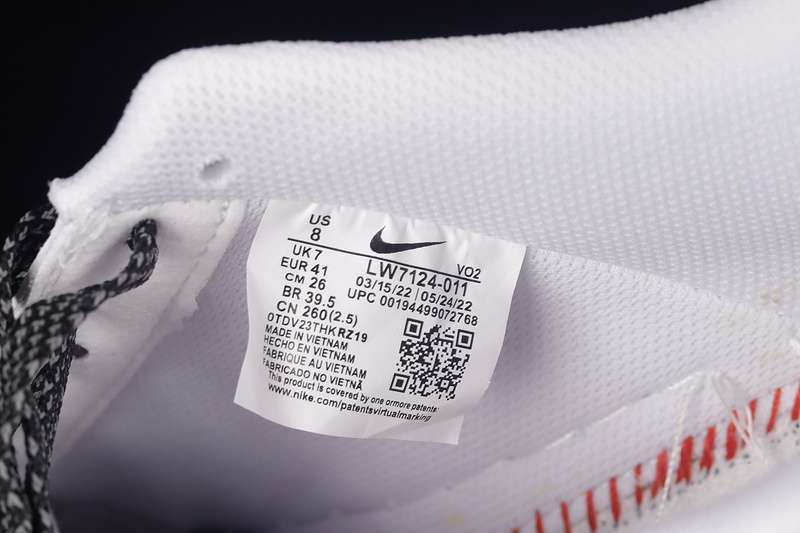 US
8
UK 7
EUR 41
CM 26
BR 39.5
CN 260(2.5)
0TDV23THKRZ19
MADE IN VIETNAM
HECHO EN VIETNAM
FABRIQUE AU VIETNAM
FABRICADO NO VIETNÃ
This product is covered by one ormore patents
www.nike.com/patentsvirtualmarking
VO2
LW7124-011
03/15/22 | 05/24/22
UPC 00194499072768